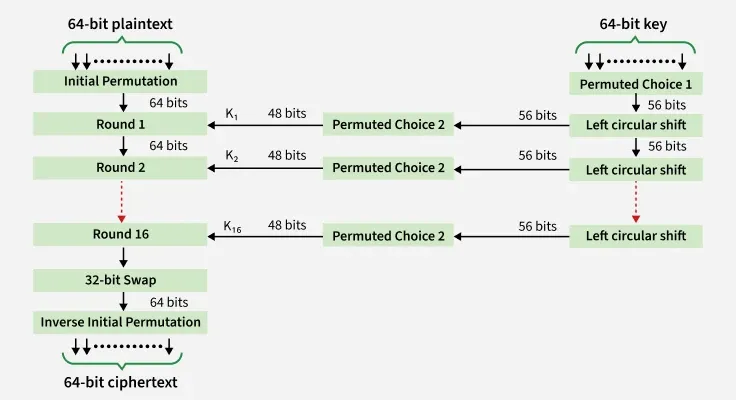 64-bit plaintext
64-bit key
Initial Permutation
Permuted Choice 1
64 bits
56 bits
Round 1
K₁
48 bits
Permuted Choice 2
56 bits
Left circular shift
64 bits
56 bits
Round 2
K₂
48 bits
Permuted Choice 2
56 bits
Left circular shift
Round 16
K₁₆
48 bits
Permuted Choice 2
56 bits
Left circular shift
32-bit Swap
64 bits
Inverse Initial Permutation
64-bit ciphertext